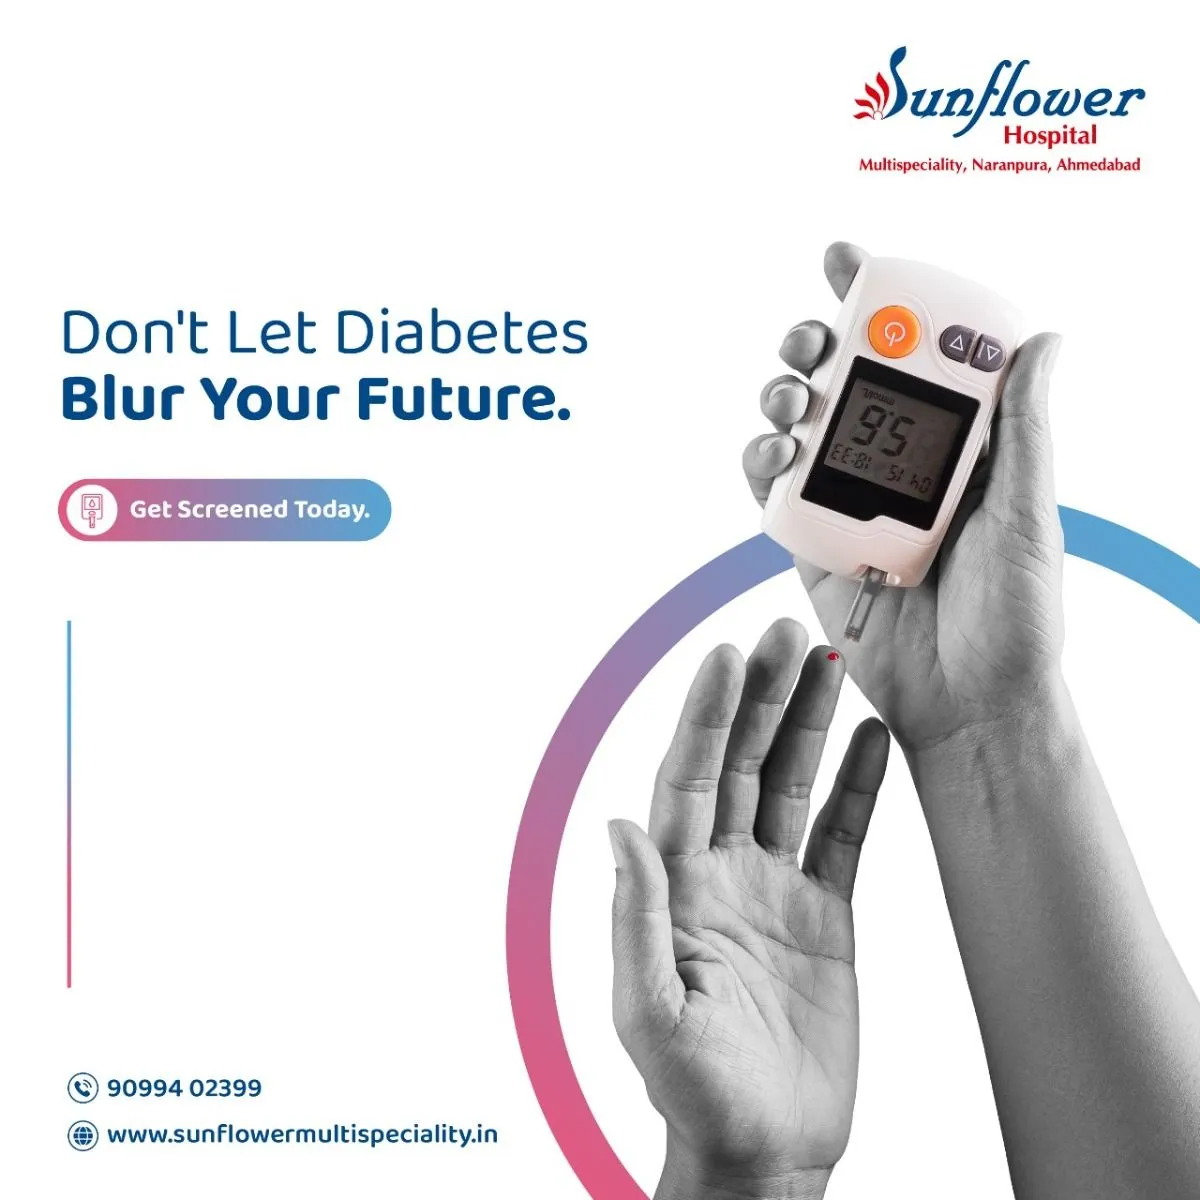 Sunflower
Hospital
Multispeciality, Naranpura, Ahmedabad
Don't Let Diabetes
Blur Your Future.
Get Screened Today.
mmol/L
90994 02399
www.sunflowermultispeciality.in